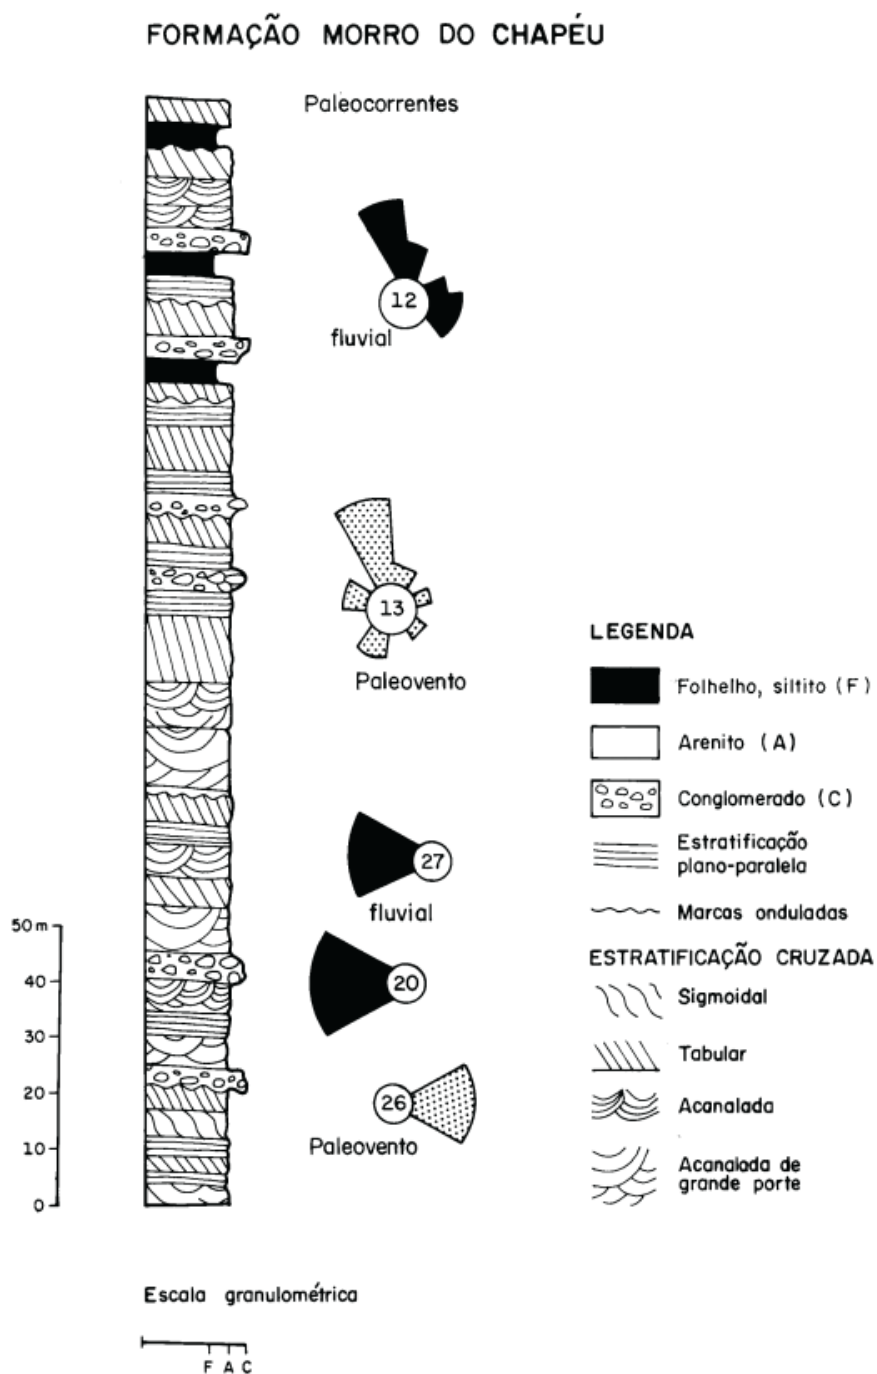 FORMAÇÃO MORRO DO CHAPÉU
Paleocorrentes
12
fluvial
13
Paleovento
27
fluvial
20
26
Paleovento
50 m
40
30
20
10
0
LEGENDA
Folhelho, siltito (F)
Arenito (A)
Conglomerado (C)
Estratificação
plano-paralela
Marcas onduladas
ESTRATIFICAÇÃO CRUZADA
Sigmoidal
Tabular
Acanalada
Acanalada de
grande porte
Escala granulométrica
F A C